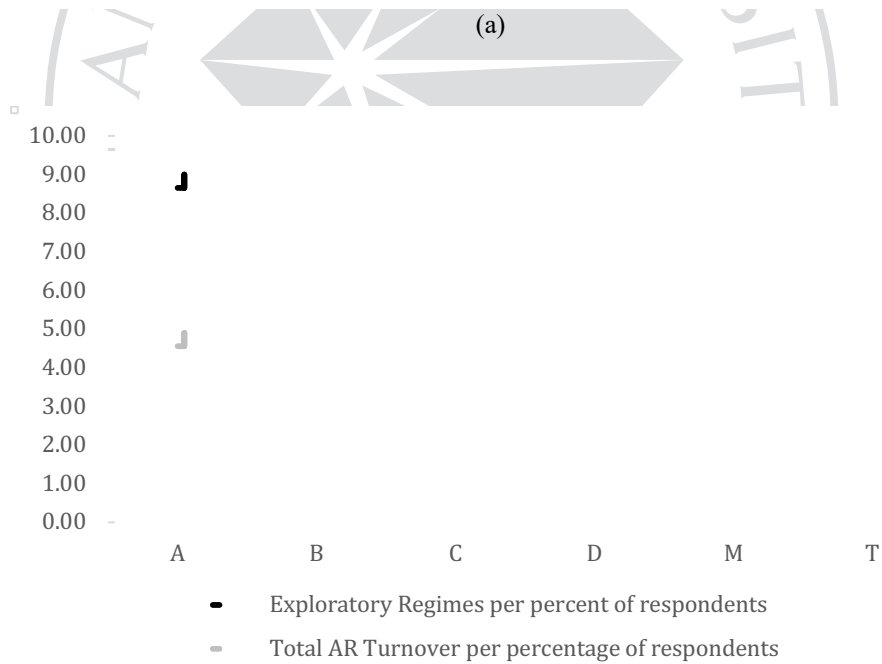 (a)
10.00
9.00
8.00
7.00
6.00
5.00
4.00
3.00
2.00
1.00
0.00
A B C D M T
Exploratory Regimes per percent of respondents
Total AR Turnover per percentage of respondents